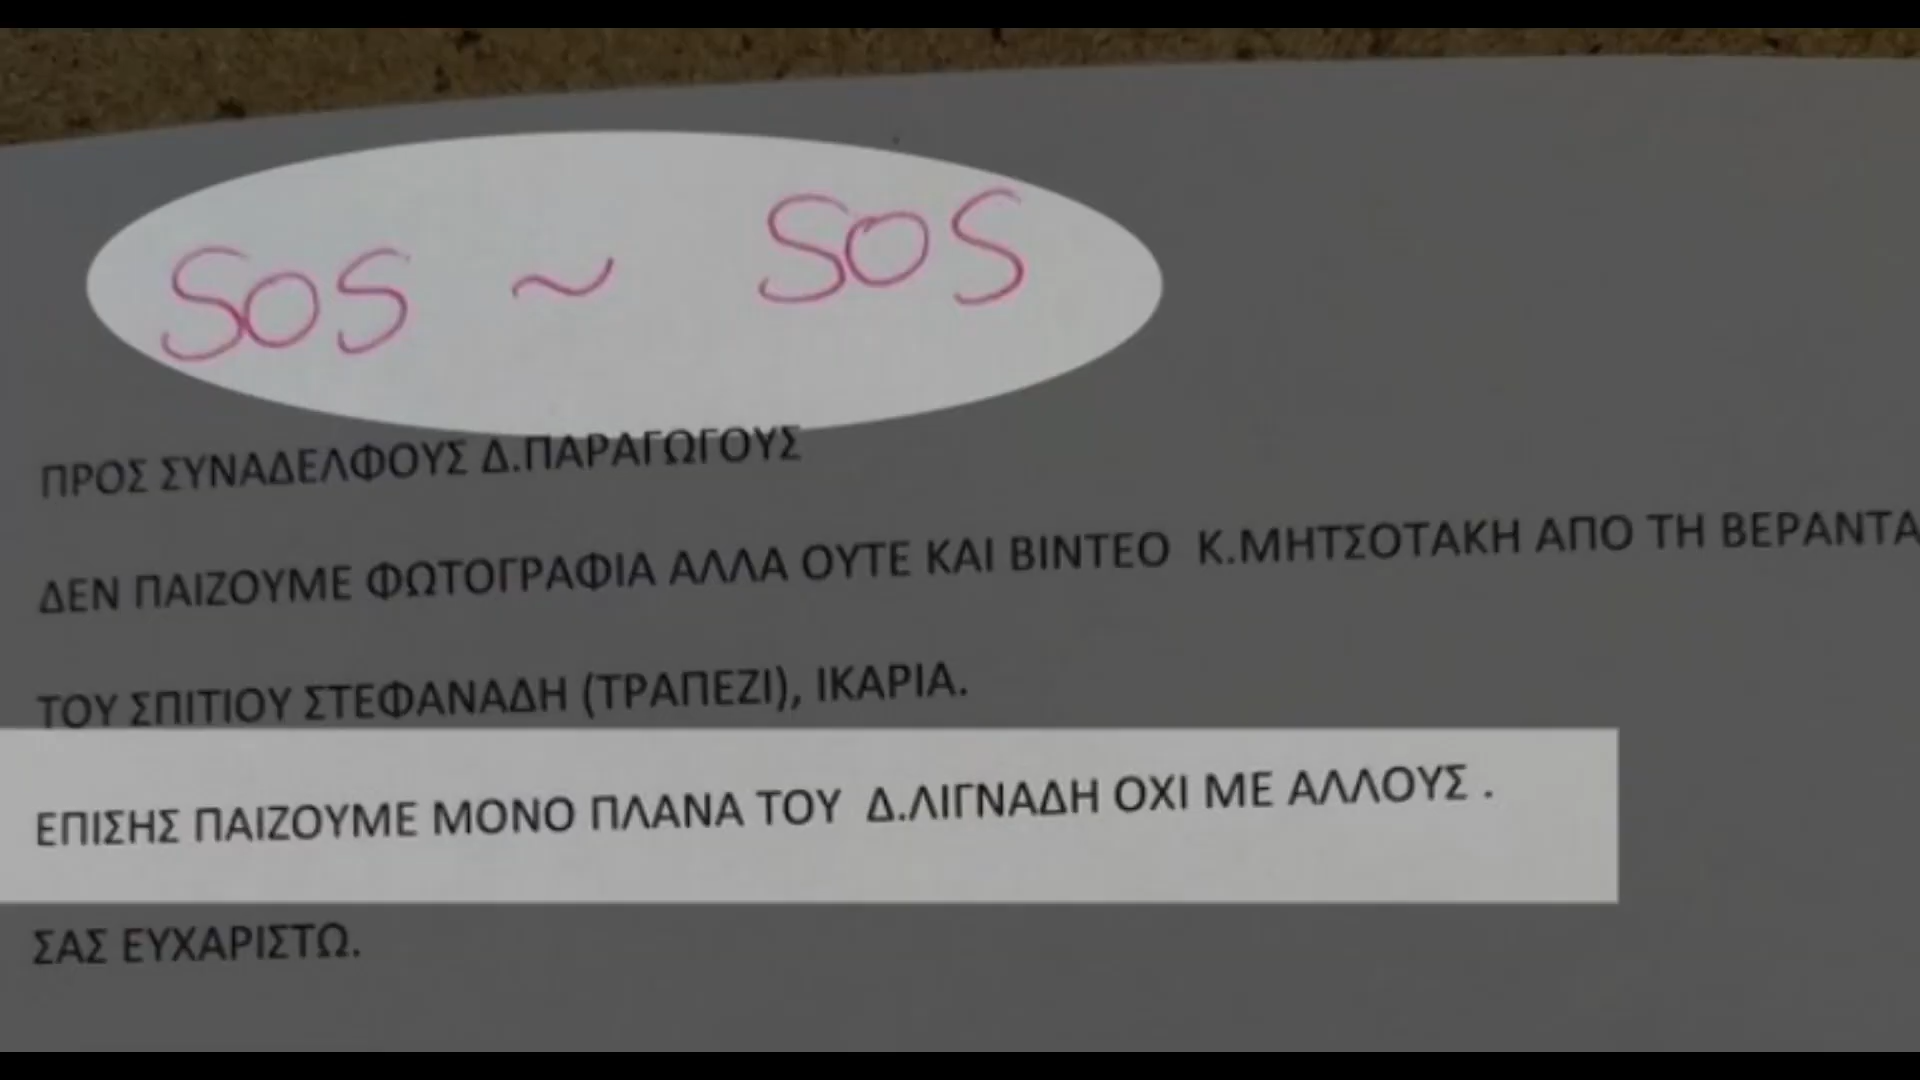 SOS ~ SOS
ΠΡΟΣ ΣΥΝΑΔΕΛΦΟΥΣ Δ.ΠΑΡΑΓΩΓΟΥΣ
ΔΕΝ ΠΑΙΖΟΥΜΕ ΦΩΤΟΓΡΑΦΙΑ ΑΛΛΑ ΟΥΤΕ ΚΑΙ ΒΙΝΤΕΟ Κ.ΜΗΤΣΟΤΑΚΗ ΑΠΟ ΤΗ ΒΕΡΑΝΤΑ
ΤΟΥ ΣΠΙΤΙΟΥ ΣΤΕΦΑΝΑΔΗ (ΤΡΑΠΕΖΙ), ΙΚΑΡΙΑ.
ΕΠΙΣΗΣ ΠΑΙΖΟΥΜΕ ΜΟΝΟ ΠΛΑΝΑ ΤΟΥ Δ.ΛΙΓΝΑΔΗ ΟΧΙ ΜΕ ΑΛΛΟΥΣ .
ΣΑΣ ΕΥΧΑΡΙΣΤΩ.